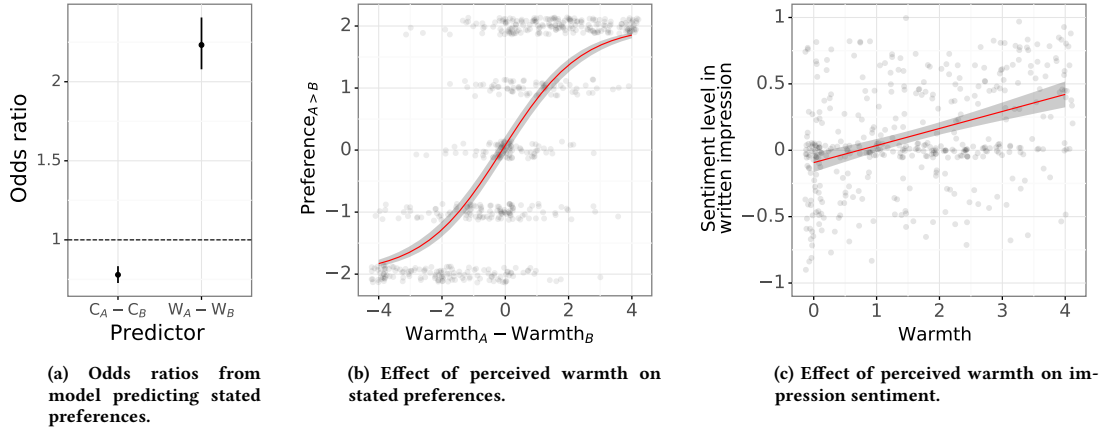 Odds ratio
2
1.5
1
C_A − C_B
W_A − W_B
Predictor
(a) Odds ratios from
model predicting stated
preferences.
Preference_A > B
2
1
0
−1
−2
−4
−2
0
2
4
Warmth_A − Warmth_B
(b) Effect of perceived warmth on
stated preferences.
Sentiment level in
written impression
1
0.5
0
−0.5
−1
0
1
2
3
4
Warmth
(c) Effect of perceived warmth on im-
pression sentiment.